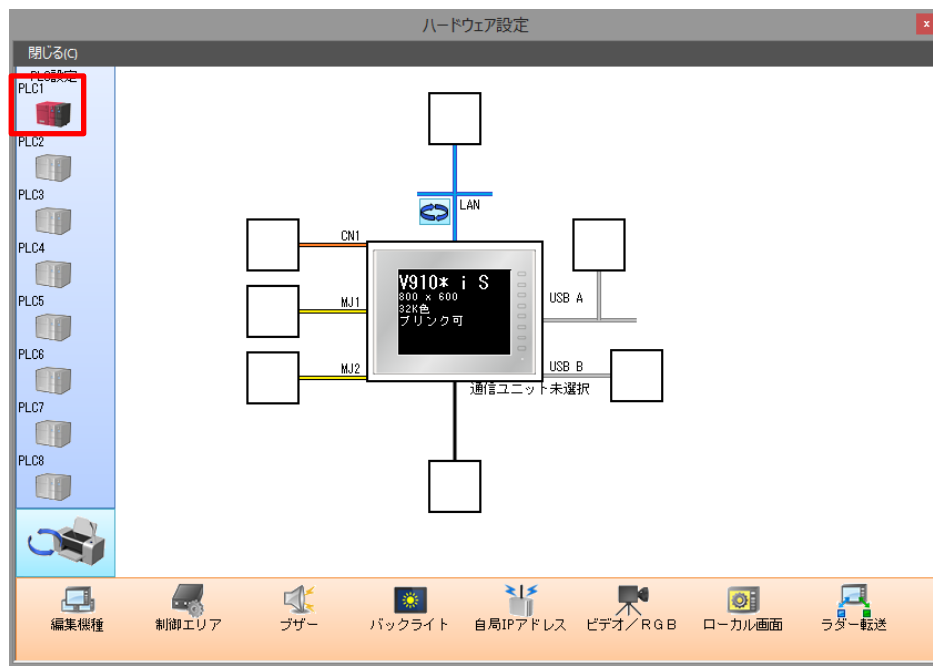 ハードウェア設定
x
閉じる(C)
PLC設定
PLC1
PLC2
PLC3
PLC4
PLC5
PLC6
PLC7
PLC8
LAN
CN1
MJ1
MJ2
V910* i S
800 x 600
32K色
ブリンク可
USB A
USB B
通信ユニット未選択
編集機種
制御エリア
ブザー
バックライト
自局IPアドレス
ビデオ/RGB
ローカル画面
ラダー転送